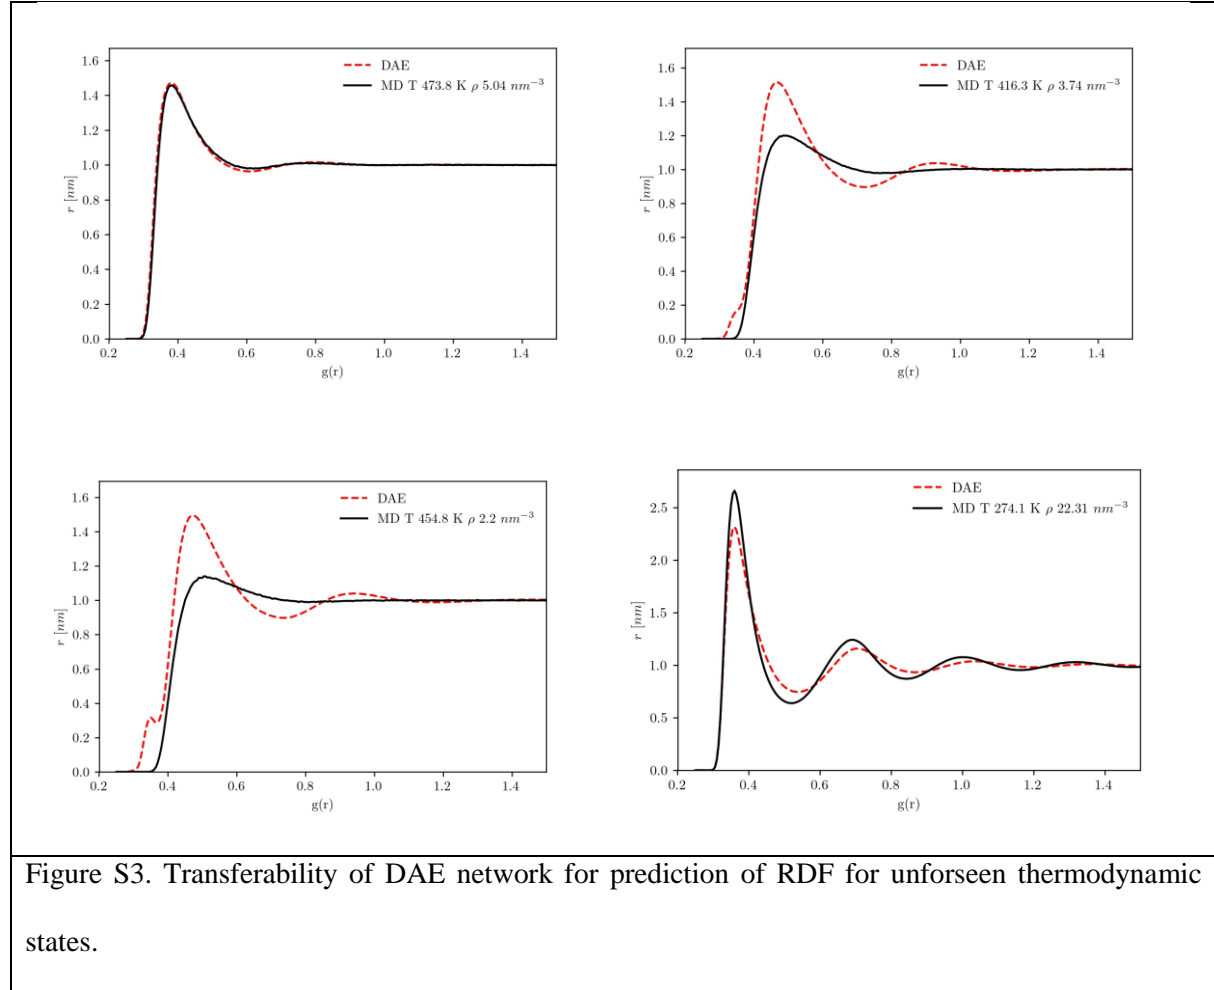 1.6
1.4
1.2
1.0
0.8
0.6
0.4
0.2
0.0
r [nm]
DAE
MD T 473.8 K ρ 5.04 nm⁻³
0.2 0.4 0.6 0.8 1.0 1.2 1.4
g(r)
1.6
1.4
1.2
1.0
0.8
0.6
0.4
0.2
0.0
r [nm]
DAE
MD T 416.3 K ρ 3.74 nm⁻³
0.2 0.4 0.6 0.8 1.0 1.2 1.4
g(r)
1.6
1.4
1.2
1.0
0.8
0.6
0.4
0.2
0.0
r [nm]
DAE
MD T 454.8 K ρ 2.2 nm⁻³
0.2 0.4 0.6 0.8 1.0 1.2 1.4
g(r)
2.5
2.0
1.5
1.0
0.5
0.0
r [nm]
DAE
MD T 274.1 K ρ 22.31 nm⁻³
0.2 0.4 0.6 0.8 1.0 1.2 1.4
g(r)
Figure S3. Transferability of DAE network for prediction of RDF for unforseen thermodynamic
states.